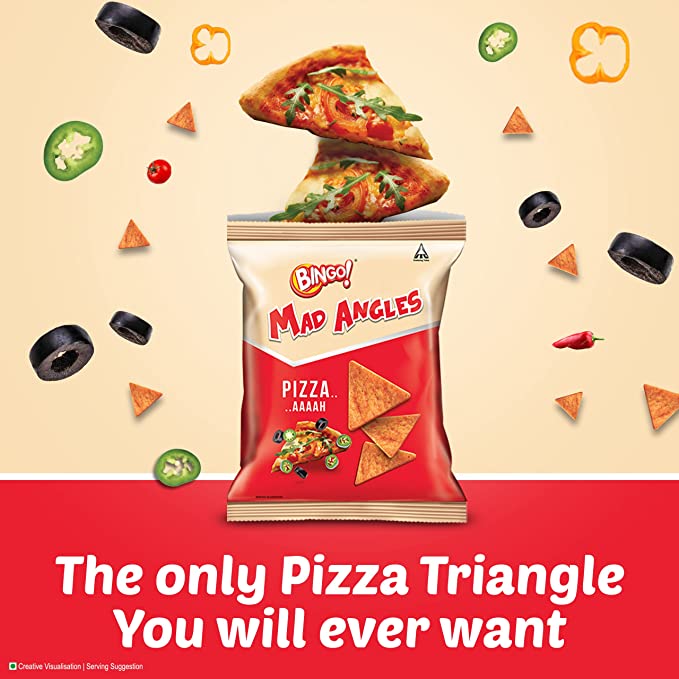 BINGO!
MAD ANGLES
PIZZA..
..AAAAH
The only Pizza Triangle
You will ever want
Creative Visualisation | Serving Suggestion